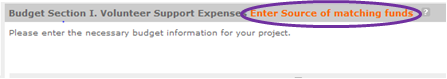 Budget Section I. Volunteer Support Expenses Enter Source of matching funds ?
Please enter the necessary budget information for your project.